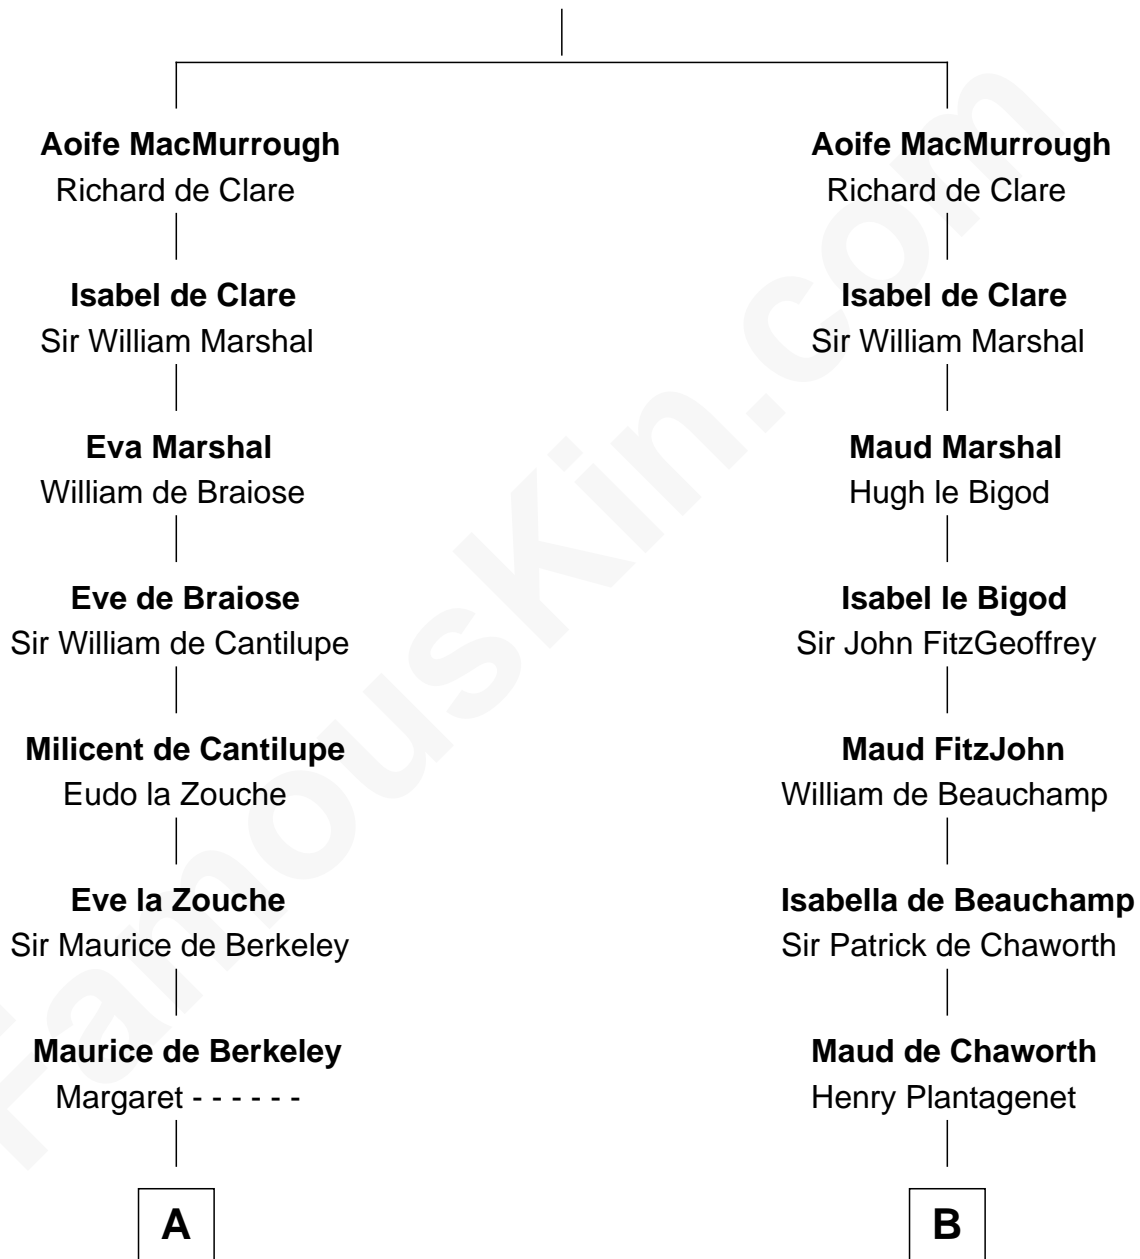 Aoife MacMurrough
Richard de Clare
Isabel de Clare
Sir William Marshal
Eva Marshal
William de Braiose
Eve de Braiose
Sir William de Cantilupe
Milicent de Cantilupe
Eudo la Zouche
Eve la Zouche
Sir Maurice de Berkeley
Maurice de Berkeley
Margaret - - - - - -
A
Aoife MacMurrough
Richard de Clare
Isabel de Clare
Sir William Marshal
Maud Marshal
Hugh le Bigod
Isabel le Bigod
Sir John FitzGeoffrey
Maud FitzJohn
William de Beauchamp
Isabella de Beauchamp
Sir Patrick de Chaworth
Maud de Chaworth
Henry Plantagenet
B
FamousKin.com